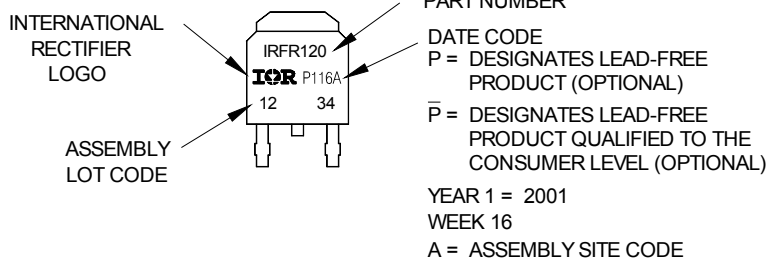 PART NUMBER
INTERNATIONAL
RECTIFIER
LOGO
IRFR120
IOR P116A
12 34
ASSEMBLY
LOT CODE
DATE CODE
P = DESIGNATES LEAD-FREE
PRODUCT (OPTIONAL)
P̅ = DESIGNATES LEAD-FREE
PRODUCT QUALIFIED TO THE
CONSUMER LEVEL (OPTIONAL)
YEAR 1 = 2001
WEEK 16
A = ASSEMBLY SITE CODE